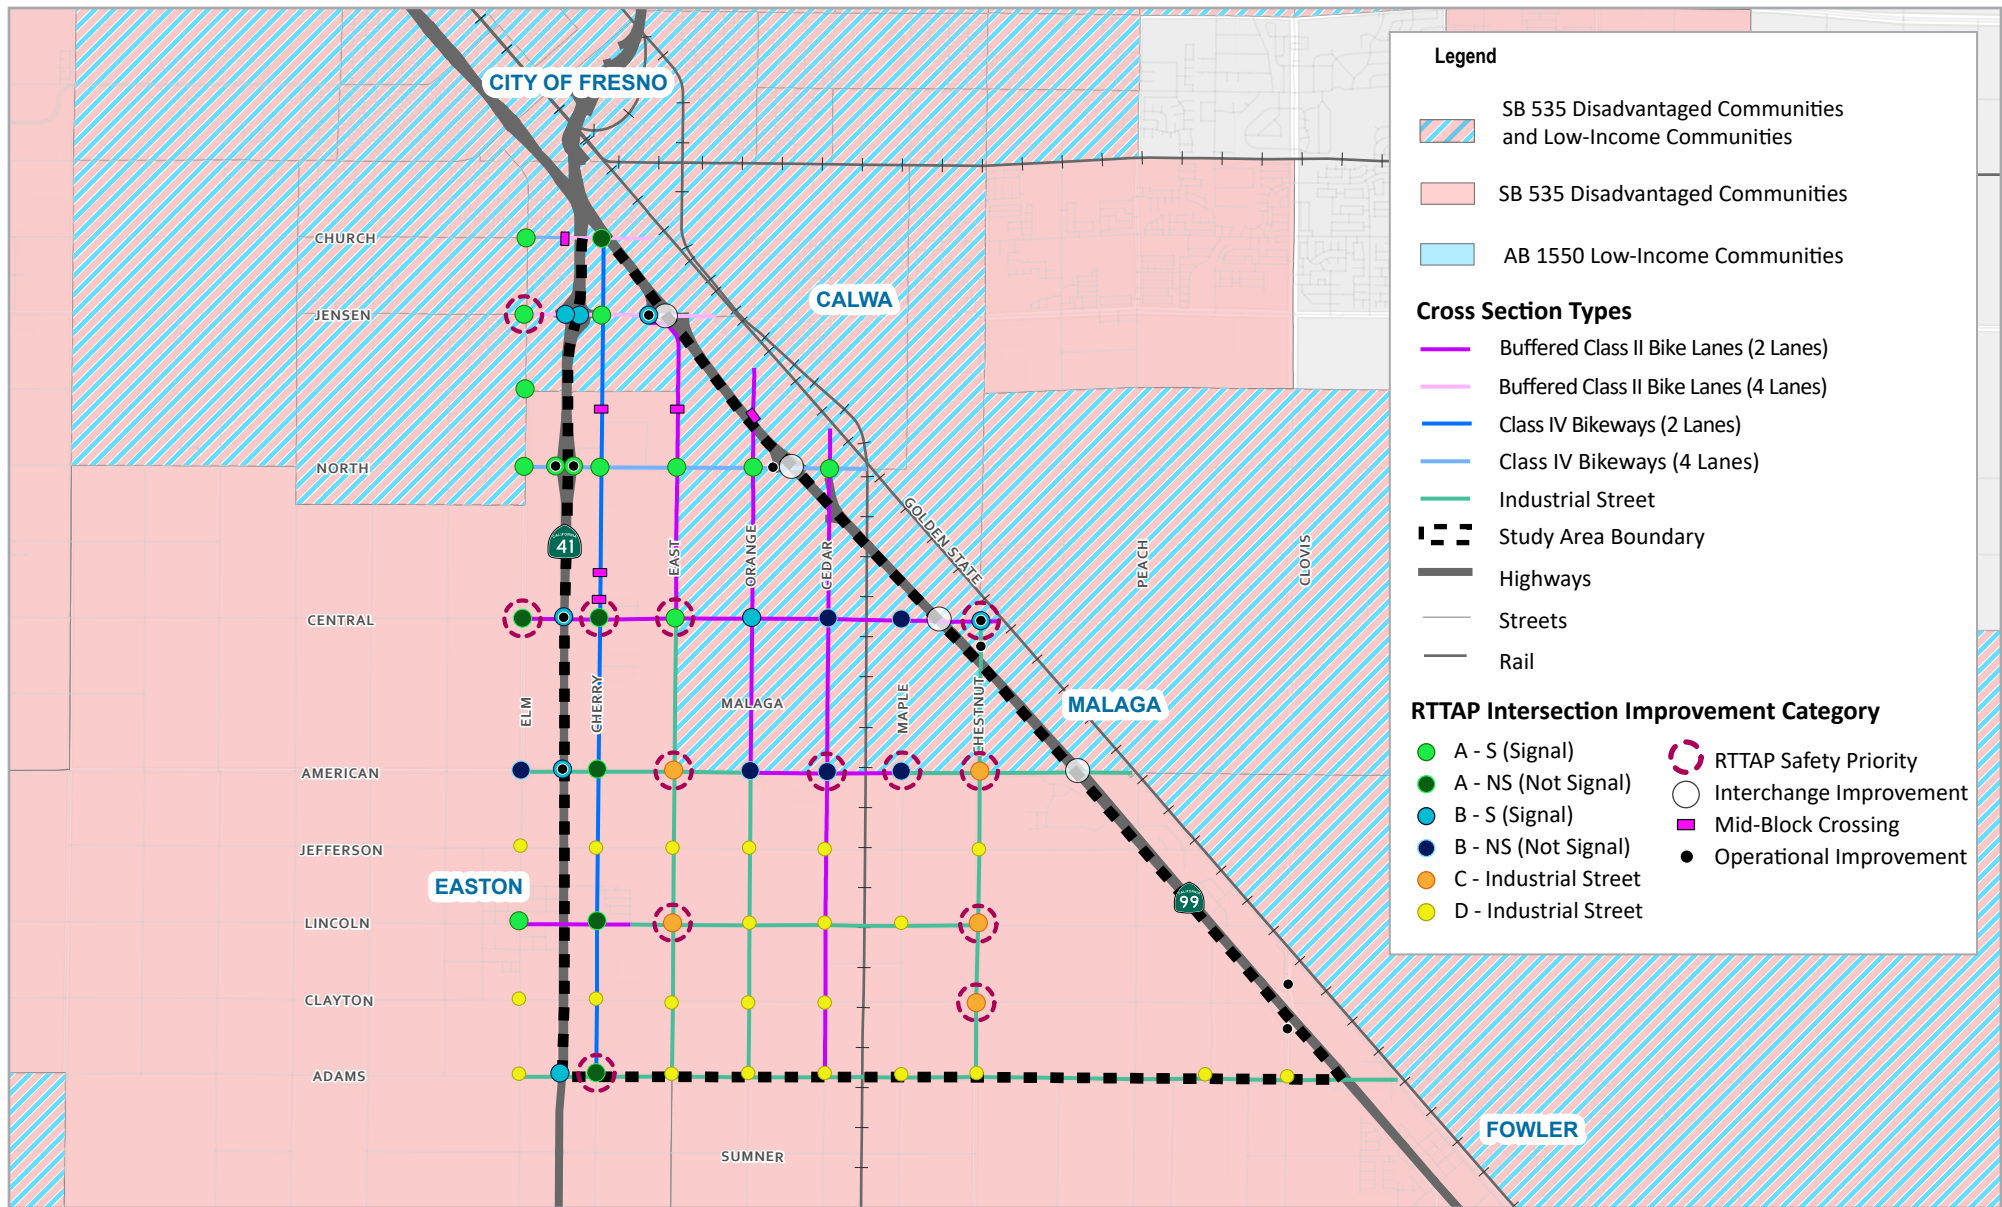 CITY OF FRESNO
CHURCH
JENSEN
CALWA
NORTH
CALIFORNIA
41
EAST
ORANGE
CEDAR
GOLDEN STATE
PEACH
CLOVIS
CENTRAL
ELM
CHERRY
MALAGA
MAPLE
CHESTNUT
MALAGA
AMERICAN
JEFFERSON
EASTON
CALIFORNIA
99
LINCOLN
CLAYTON
ADAMS
FOWLER
SUMNER
Legend
SB 535 Disadvantaged Communities
and Low-Income Communities
SB 535 Disadvantaged Communities
AB 1550 Low-Income Communities
Cross Section Types
Buffered Class II Bike Lanes (2 Lanes)
Buffered Class II Bike Lanes (4 Lanes)
Class IV Bikeways (2 Lanes)
Class IV Bikeways (4 Lanes)
Industrial Street
Study Area Boundary
Highways
Streets
Rail
RTTAP Intersection Improvement Category
A - S (Signal)
A - NS (Not Signal)
B - S (Signal)
B - NS (Not Signal)
C - Industrial Street
D - Industrial Street
RTTAP Safety Priority
Interchange Improvement
Mid-Block Crossing
Operational Improvement